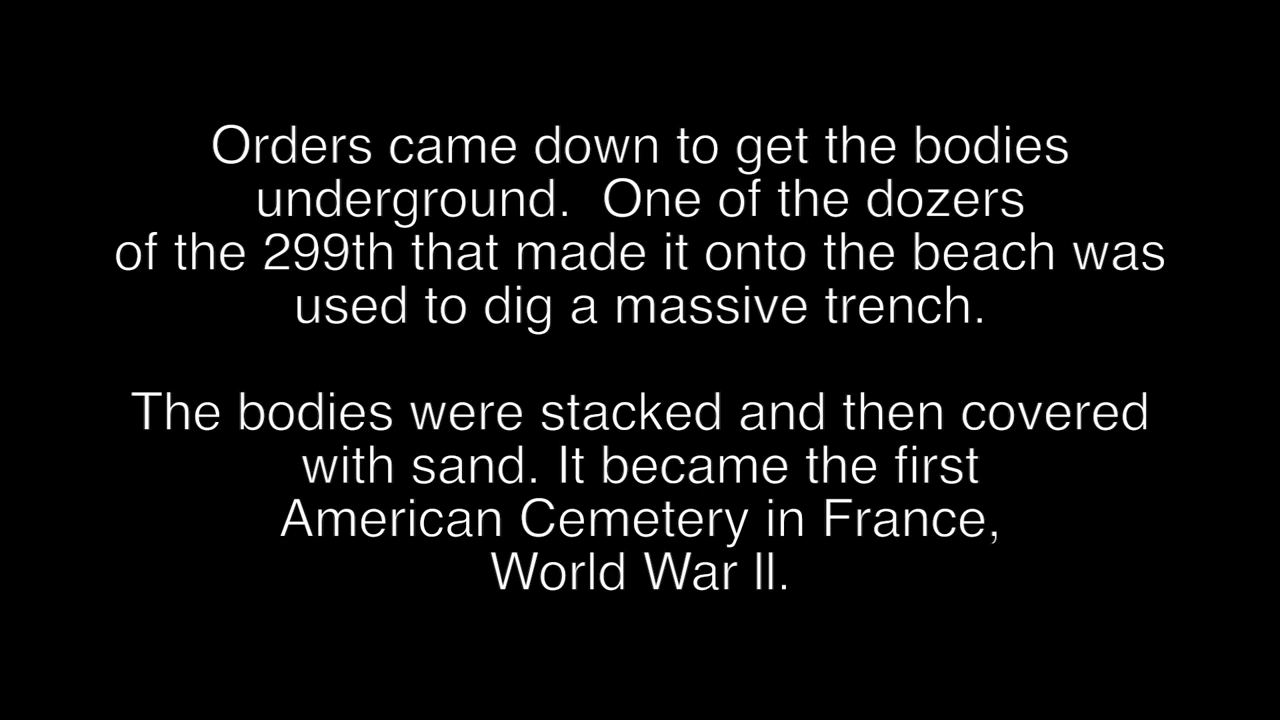 Orders came down to get the bodies
underground.  One of the dozers
of the 299th that made it onto the beach was
used to dig a massive trench.
The bodies were stacked and then covered
with sand. It became the first
American Cemetery in France,
World War II.